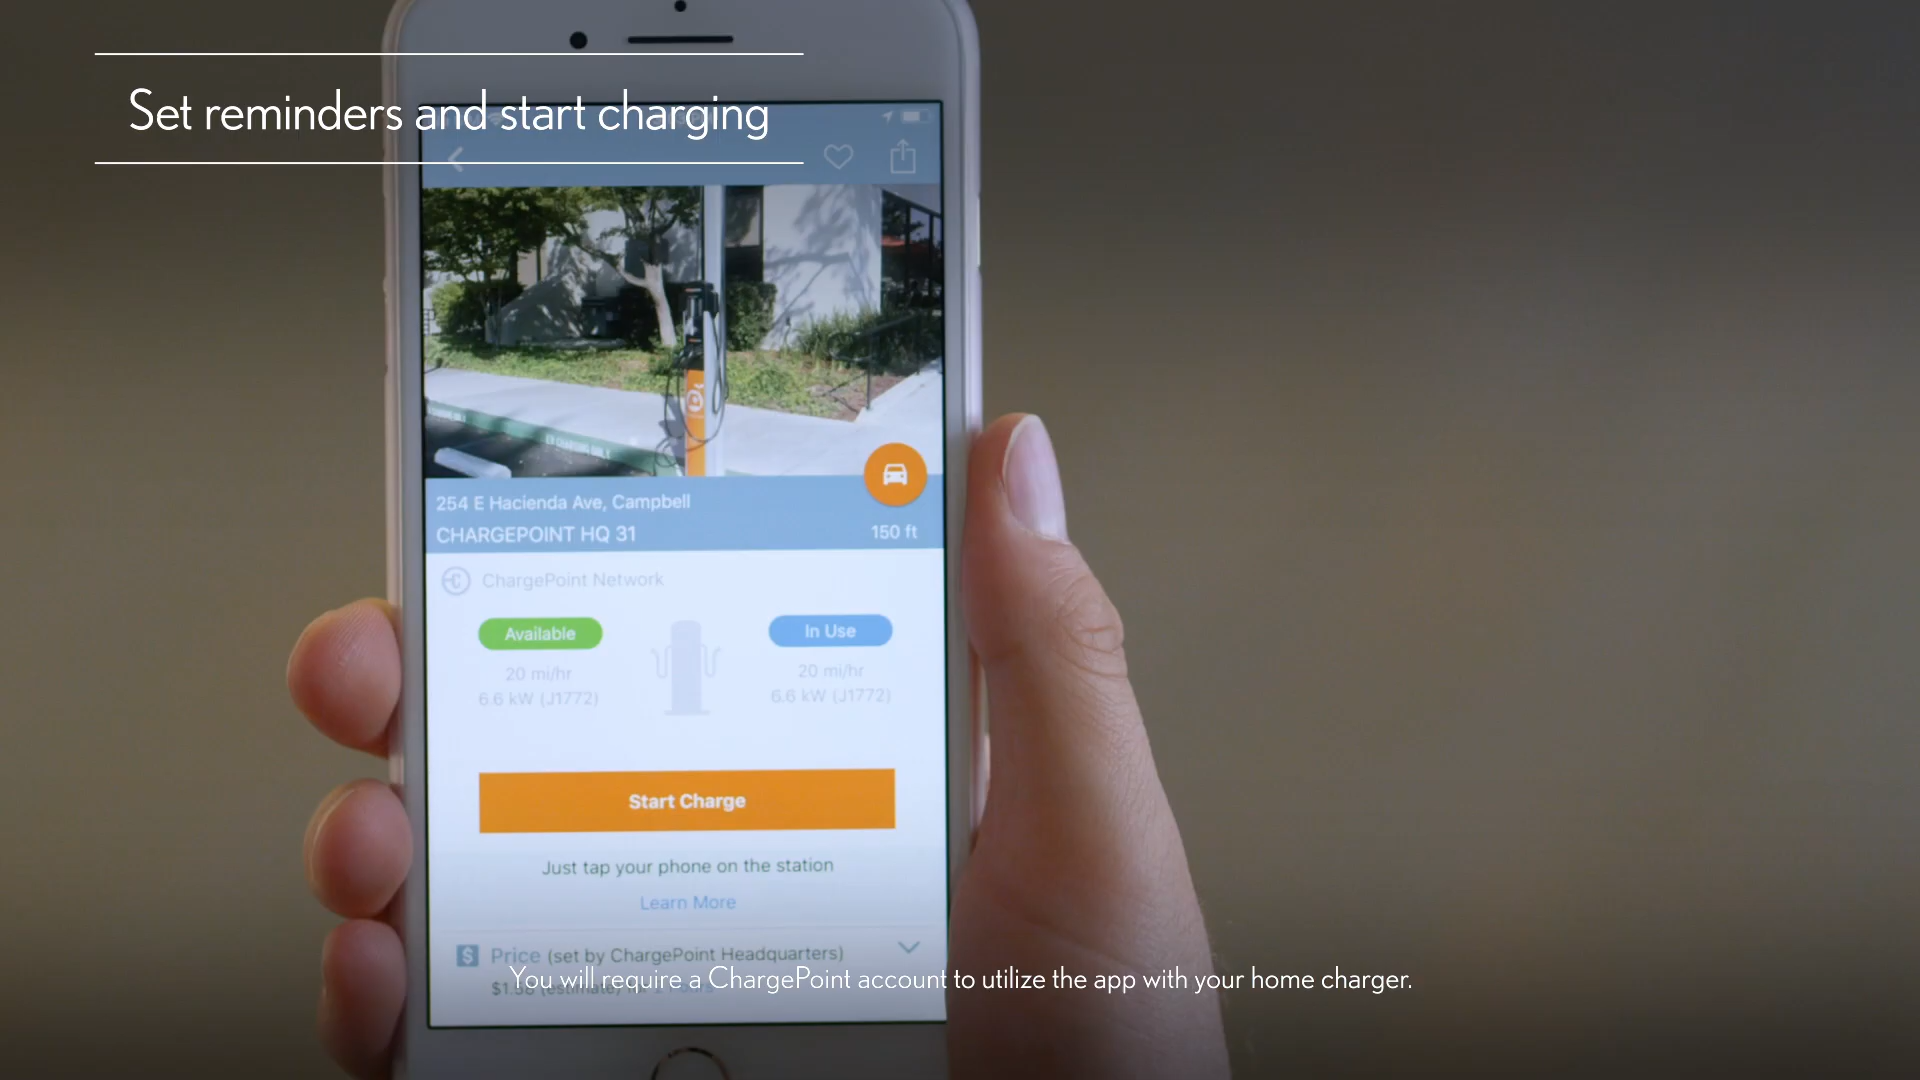 Set reminders and start charging
254 E Hacienda Ave, Campbell
CHARGEPOINT HQ 31
150 ft
ChargePoint Network
Available
In Use
20 mi/hr
20 mi/hr
6.6 kW (J1772)
6.6 kW (J1772)
Start Charge
Just tap your phone on the station
Learn More
$ Price (set by ChargePoint Headquarters)
You will require a ChargePoint account to utilize the app with your home charger.
(estimate)